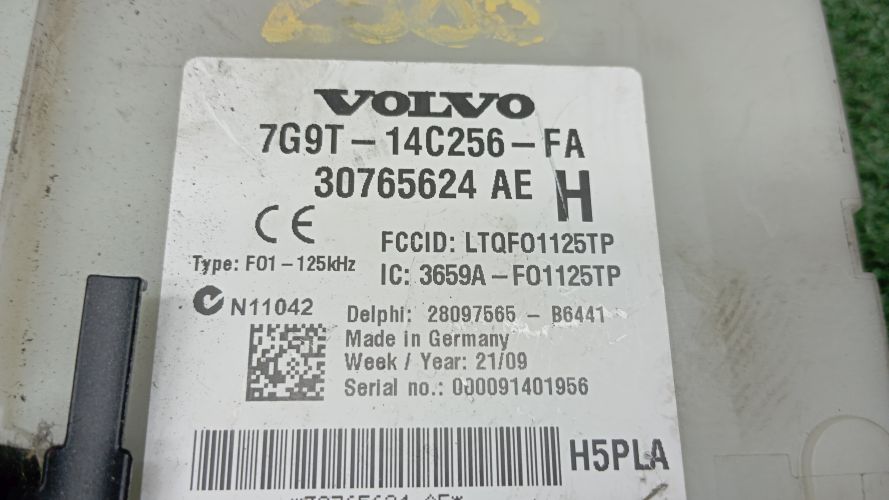 VOLVO
7G9T-14C256-FA
30765624 AE H
CE
FCCID: LTQFO1125TP
Type: F01-125kHz
IC: 3659A-FO1125TP
N11042
Delphi: 28097565 - B6441
Made in Germany
Week / Year: 21/09
Serial no.: 000091401956
H5PLA